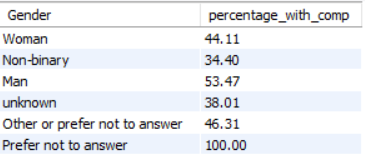 Gender percentage_with_comp
Woman 44.11
Non-binary 34.40
Man 53.47
unknown 38.01
Other or prefer not to answer 46.31
Prefer not to answer 100.00